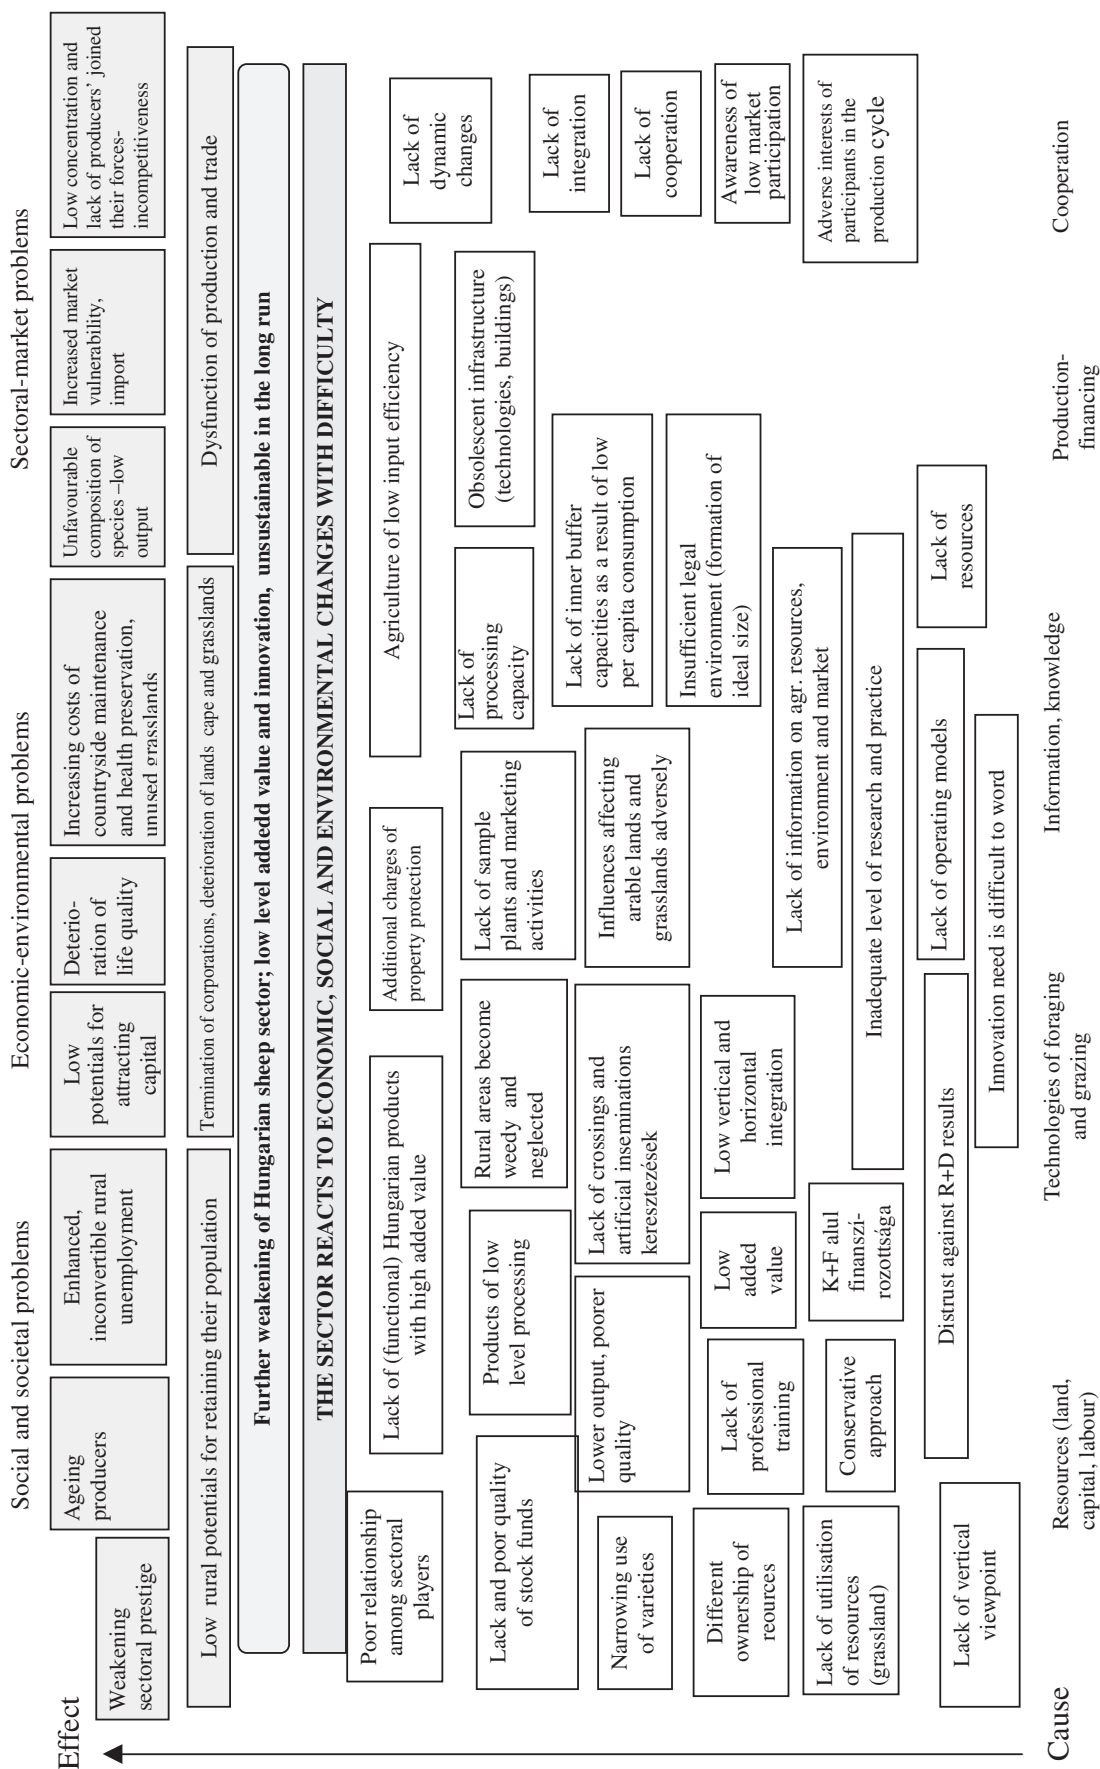 Effect
Social and societal problems
Economic-environmental problems
Sectoral-market problems
Weakening
sectoral prestige
Ageing
producers
Enhanced,
inconvertible rural
unemployment
Low
potentials for
attracting
capital
Deterio-
ration of
life quality
Increasing costs of
countryside maintenance
and health preservation,
unused grasslands
Unfavourable
composition of
species –low
output
Increased market
vulnerability,
import
Low concentration and
lack of producers’ joined
their forces-
incompetitiveness
Low rural potentials for retaining their population
Termination of corporations, deterioration of lands cape and grasslands
Dysfunction of production and trade
Further weakening of Hungarian sheep sector; low level addedd value and innovation, unsustainable in the long run
THE SECTOR REACTS TO ECONOMIC, SOCIAL AND ENVIRONMENTAL CHANGES WITH DIFFICULTY
Poor relationship
among sectoral
players
Lack of (functional) Hungarian products
with high added value
Additional charges of
property protection
Agriculture of low input efficiency
Lack of
dynamic
changes
Lack and poor quality
of stock funds
Products of low
level processing
Rural areas become
weedy and
neglected
Lack of sample
plants and marketing
activities
Lack of
processing
capacity
Obsolescent infrastructure
(technologies, buildings)
Lack of
integration
Narrowing use
of varieties
Lower output, poorer
quality
Lack of crossings and
artificial inseminations
keresztezések
Influences affecting
arable lands and
grasslands adversely
Lack of inner buffer
capacities as a result of low
per capita consumption
Lack of
cooperation
Different
ownership of
reources
Lack of
professional
training
Low
added
value
Low vertical and
horizontal
integration
Insufficient legal
environment (formation of
ideal size)
Awareness of
low market
participation
Lack of utilisation
of resources
(grassland)
Conservative
approach
K+F alul
finanszí-
rozottsága
Lack of information on agr. resources,
environment and market
Adverse interests of
participants in the
production cycle
Inadequate level of research and practice
Lack of vertical
viewpoint
Distrust against R+D results
Lack of operating models
Lack of
resources
Innovation need is difficult to word
Cause
Resources (land,
capital, labour)
Technologies of foraging
and grazing
Information, knowledge
Production-
financing
Cooperation